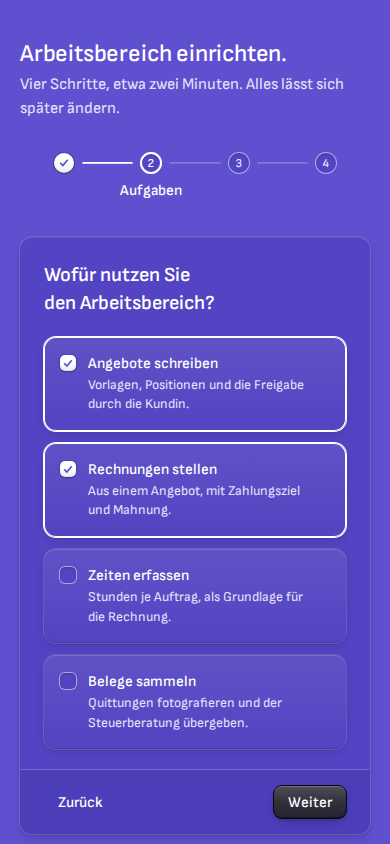 Arbeitsbereich einrichten.
Vier Schritte, etwa zwei Minuten. Alles lässt sich
später ändern.
2
3
4
Aufgaben
Wofür nutzen Sie
den Arbeitsbereich?
Angebote schreiben
Vorlagen, Positionen und die Freigabe
durch die Kundin.
Rechnungen stellen
Aus einem Angebot, mit Zahlungsziel
und Mahnung.
Zeiten erfassen
Stunden je Auftrag, als Grundlage für
die Rechnung.
Belege sammeln
Quittungen fotografieren und der
Steuerberatung übergeben.
Zurück
Weiter